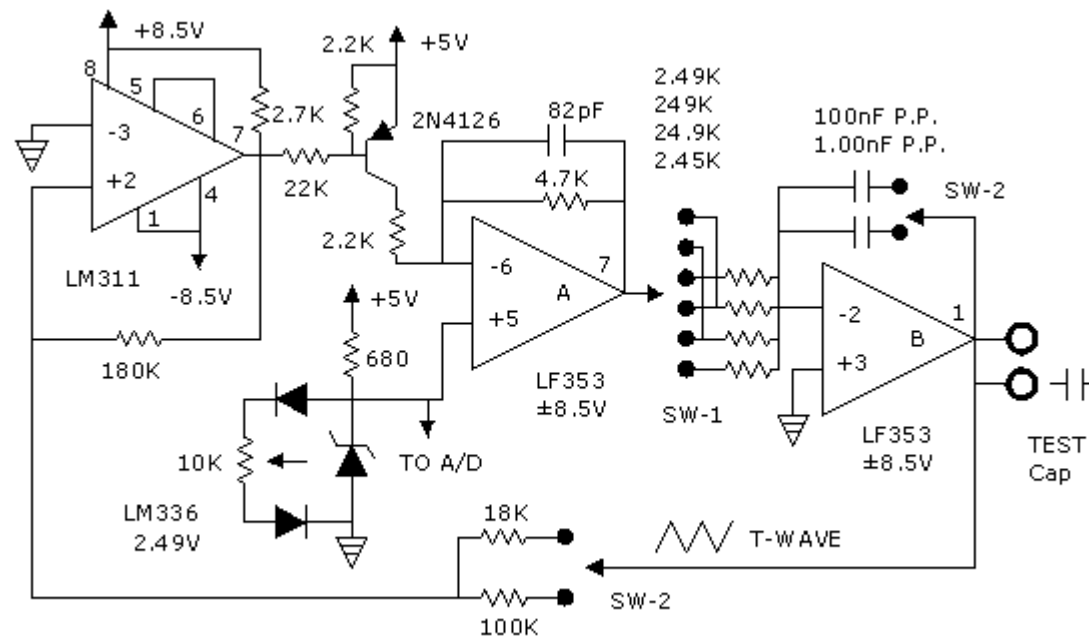 +8.5V
2.2K
+5V
8
5
6
7
-3
+2
4
1
2.7K
22K
2N4126
82pF
4.7K
2.2K
LM311
-8.5V
180K
+5V
680
-6
+5
A
7
LF353
±8.5V
2.49K
249K
24.9K
2.45K
SW-1
100nF P.P.
1.00nF P.P.
SW-2
-2
+3
B
1
LF353
±8.5V
TEST
Cap
10K
TO A/D
LM336
2.49V
18K
100K
SW-2
T-WAVE